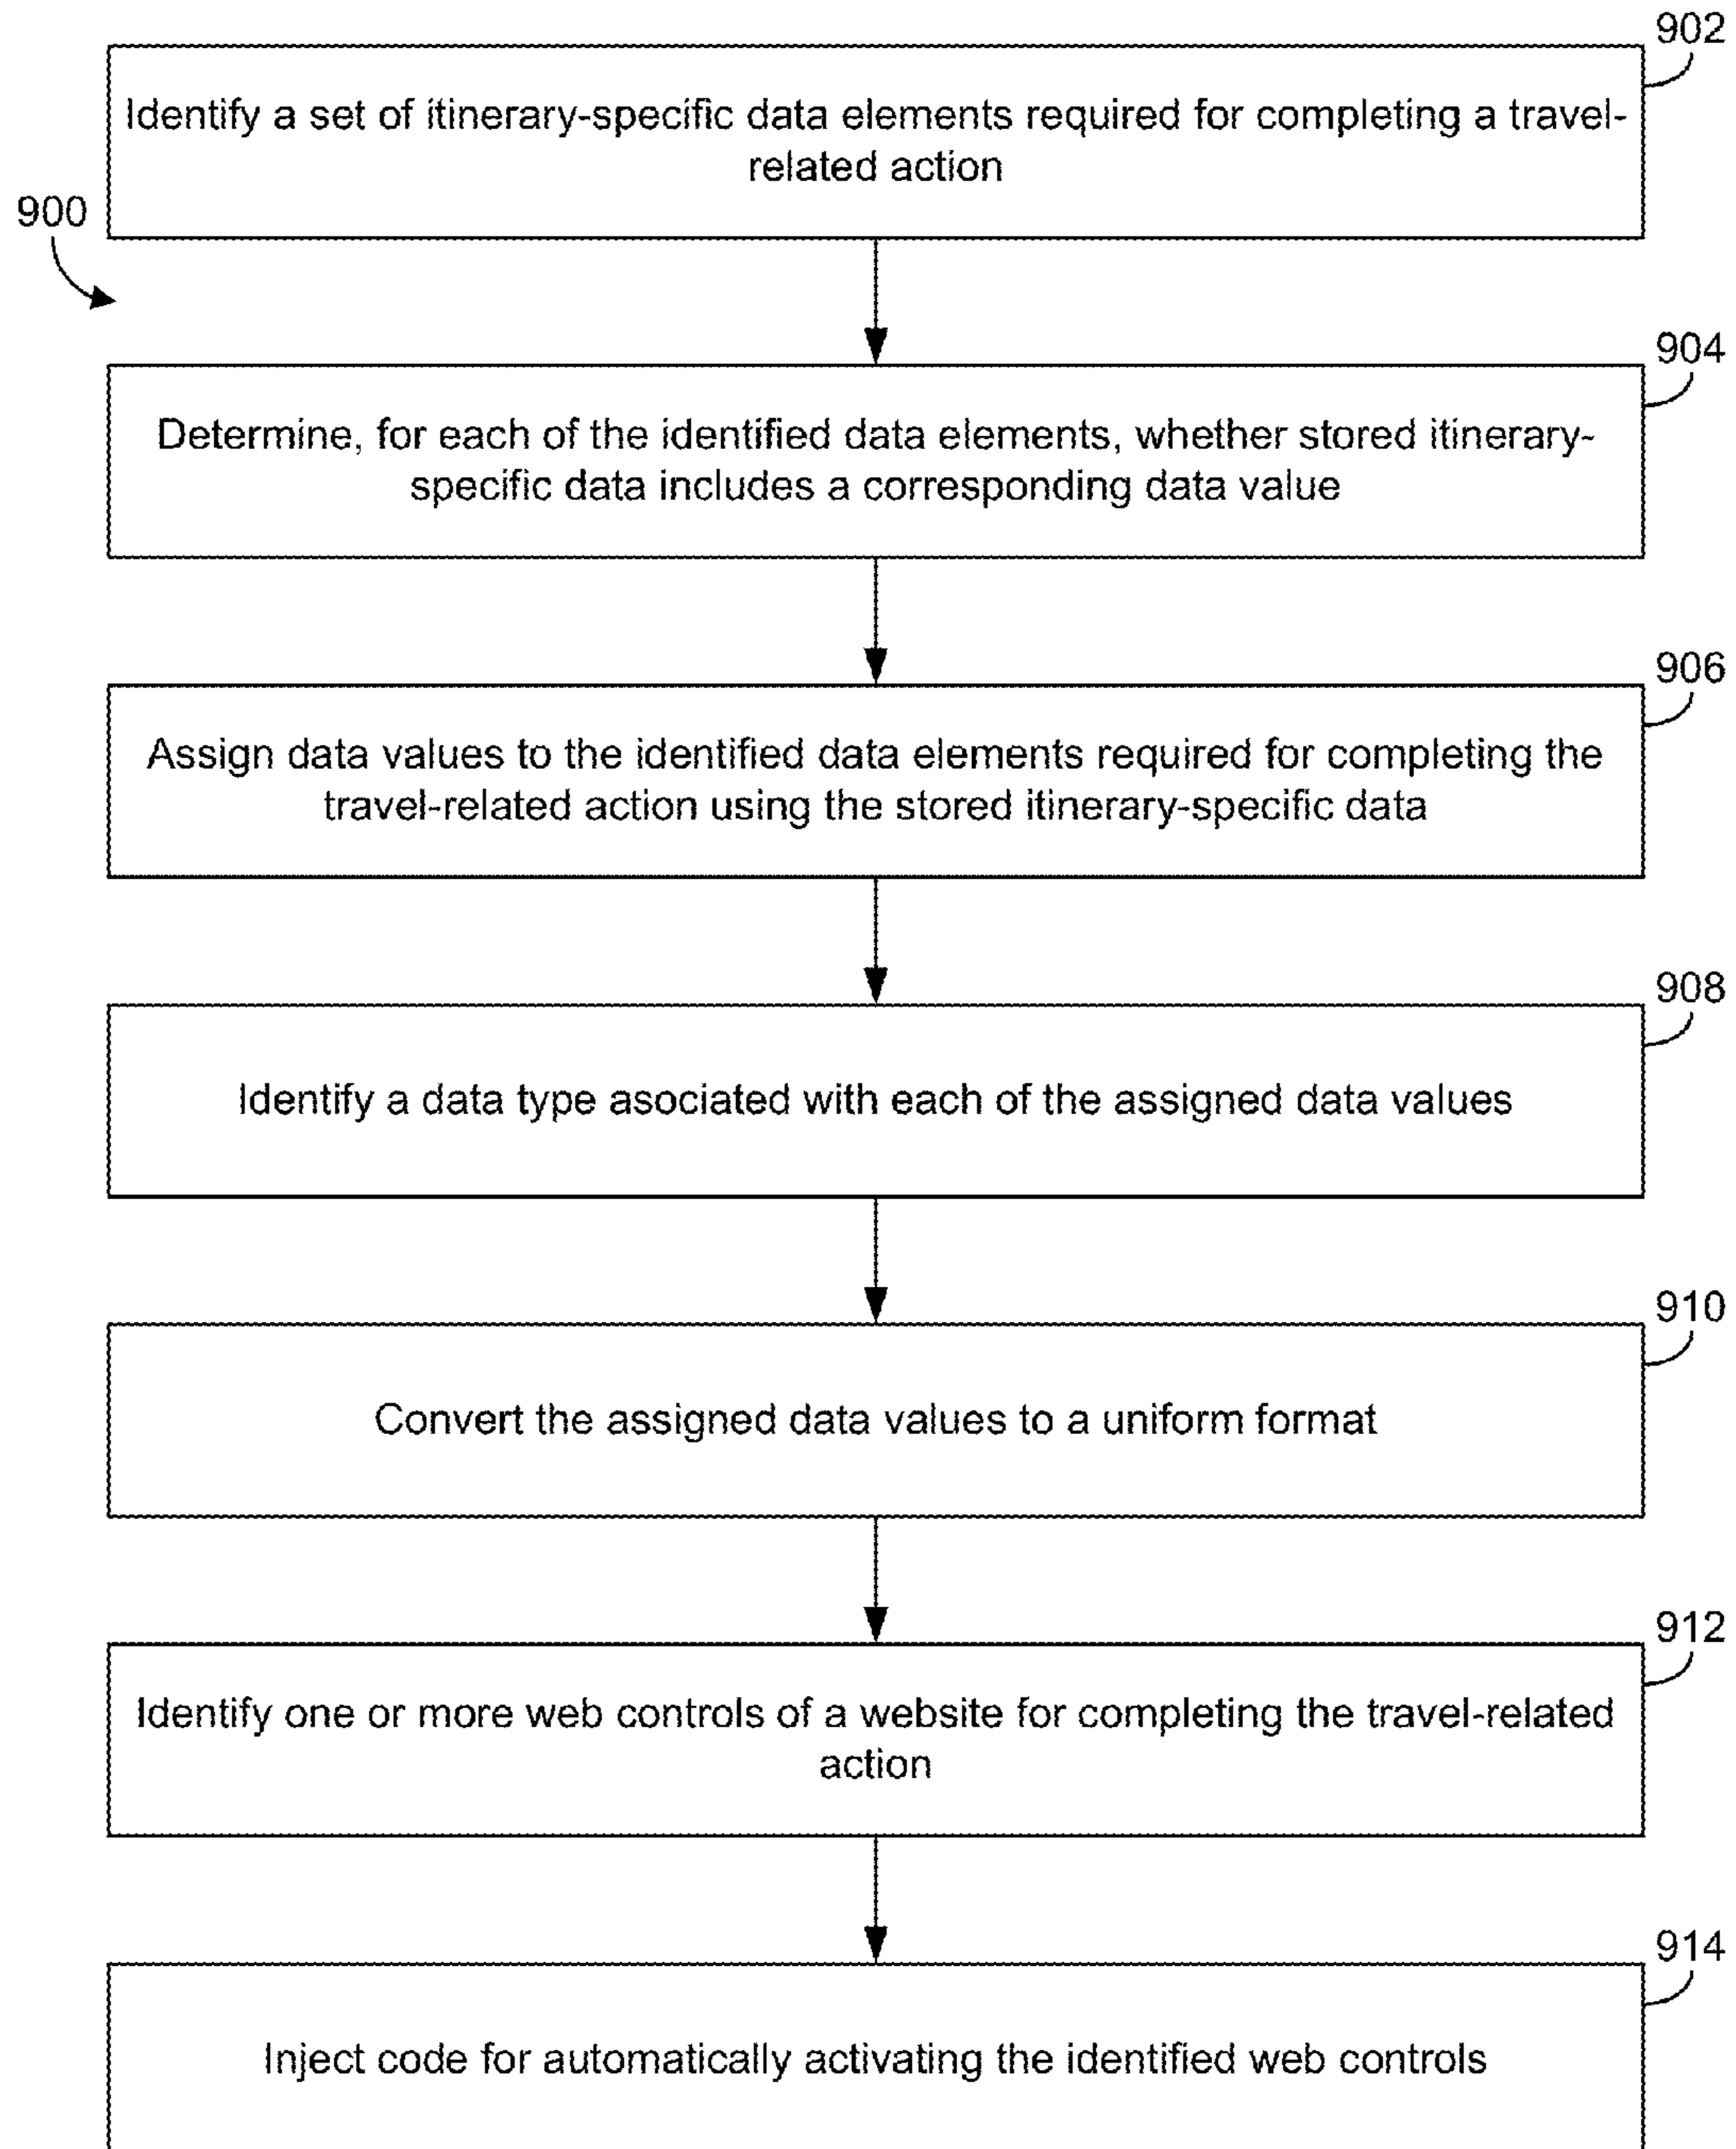 902
Identify a set of itinerary-specific data elements required for completing a travel-
related action
900
904
Determine, for each of the identified data elements, whether stored itinerary-
specific data includes a corresponding data value
906
Assign data values to the identified data elements required for completing the
travel-related action using the stored itinerary-specific data
908
Identify a data type asociated with each of the assigned data values
910
Convert the assigned data values to a uniform format
912
Identify one or more web controls of a website for completing the travel-related
action
914
Inject code for automatically activating the identified web controls